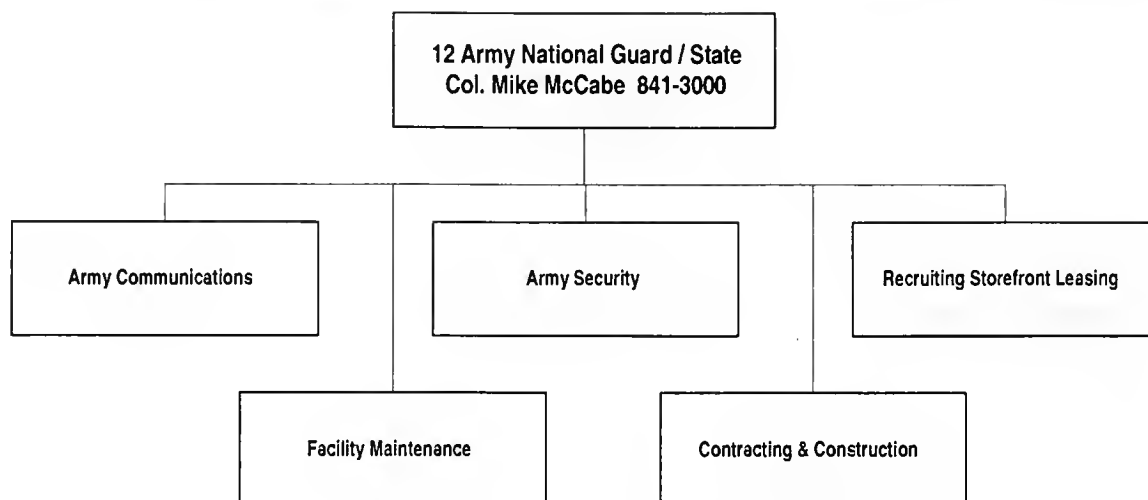 12 Army National Guard / State
Col. Mike McCabe 841-3000
Army Communications
Army Security
Recruiting Storefront Leasing
Facility Maintenance
Contracting & Construction